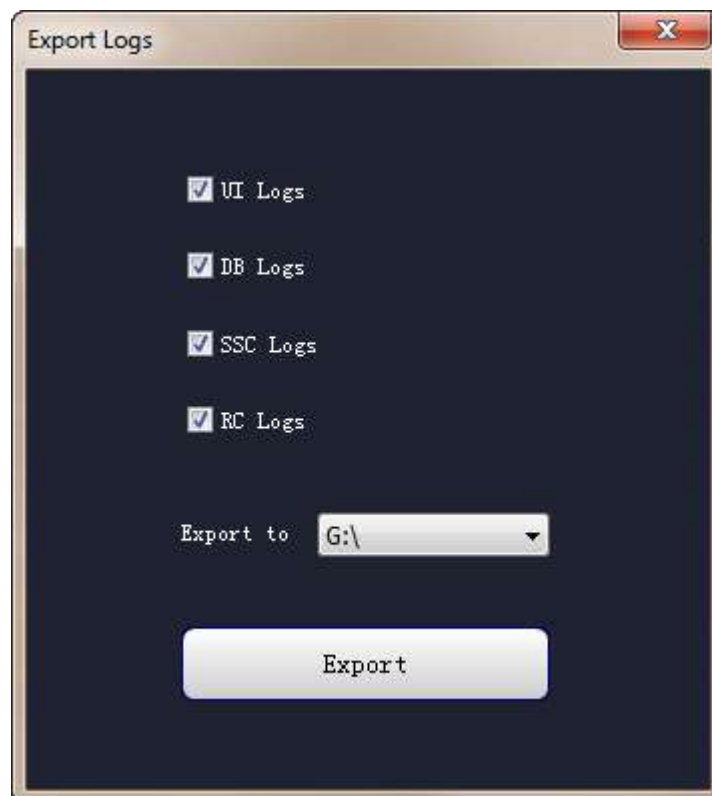 Export Logs
UI Logs
DB Logs
SSC Logs
RC Logs
Export to G:\
Export